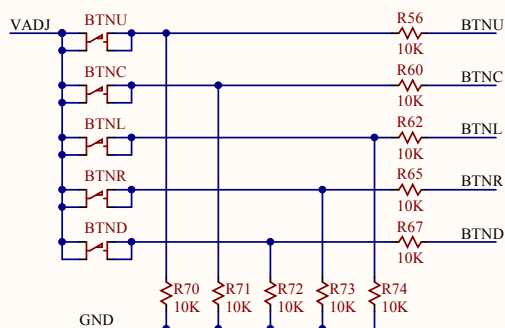 VADJ BTNU R56 BTNU
10K
BTNC R60 BTNC
10K
BTNL R62 BTNL
10K
BTNR R65 BTNR
10K
BTND R67 BTND
10K
R70 R71 R72 R73 R74
10K 10K 10K 10K 10K
GND